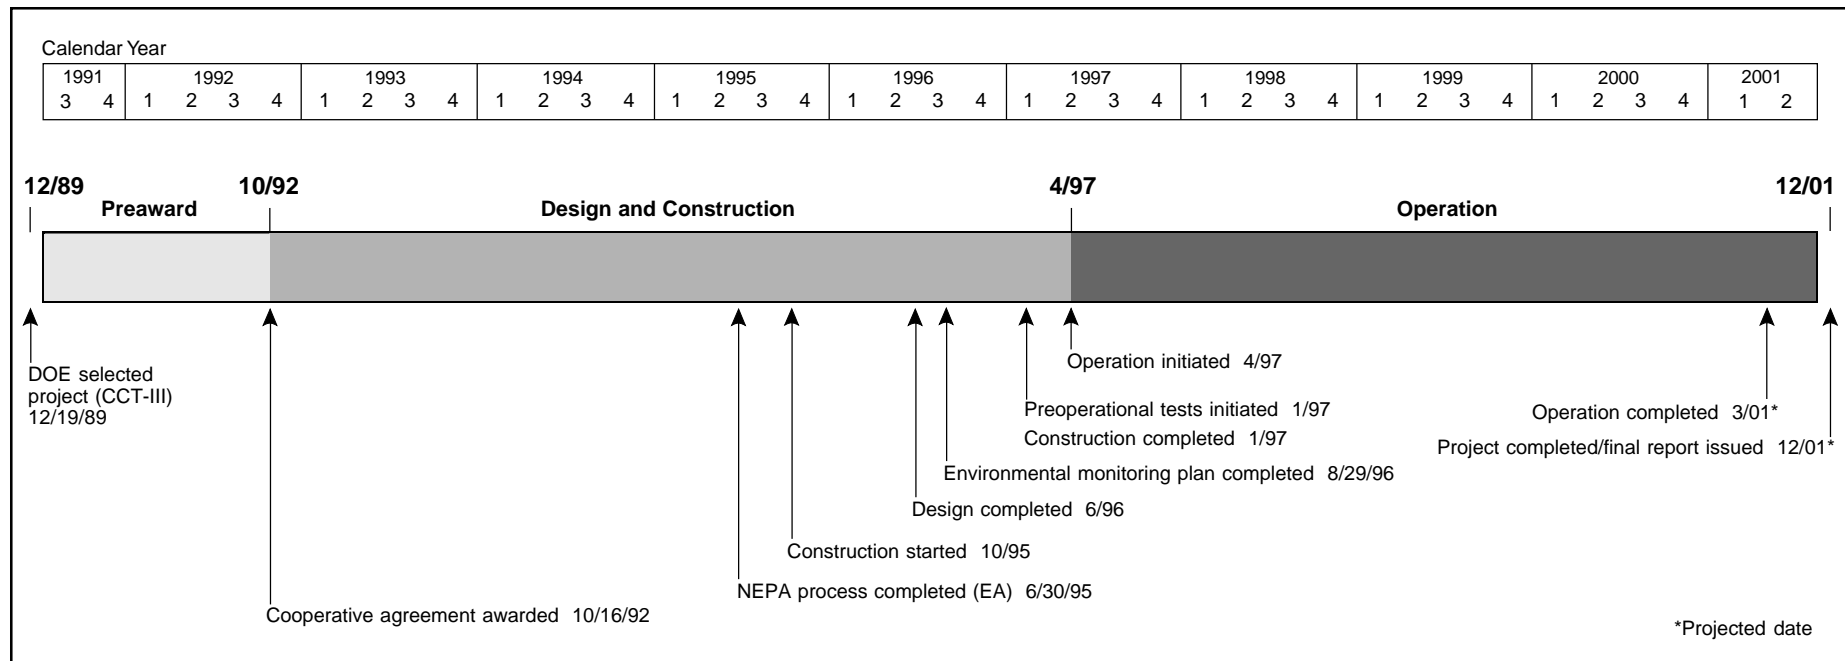 Calendar Year
1991 1992 1993 1994 1995 1996 1997 1998 1999 2000 2001
3 4 1 2 3 4 1 2 3 4 1 2 3 4 1 2 3 4 1 2 3 4 1 2 3 4 1 2 3 4 1 2 3 4 1 2 3 4 1 2
12/89 10/92 4/97 12/01
Preaward Design and Construction Operation
DOE selected
project (CCT-III)
12/19/89
Operation initiated 4/97
Preoperational tests initiated 1/97
Construction completed 1/97
Operation completed 3/01*
Project completed/final report issued 12/01*
Environmental monitoring plan completed 8/29/96
Design completed 6/96
Construction started 10/95
NEPA process completed (EA) 6/30/95
Cooperative agreement awarded 10/16/92
*Projected date